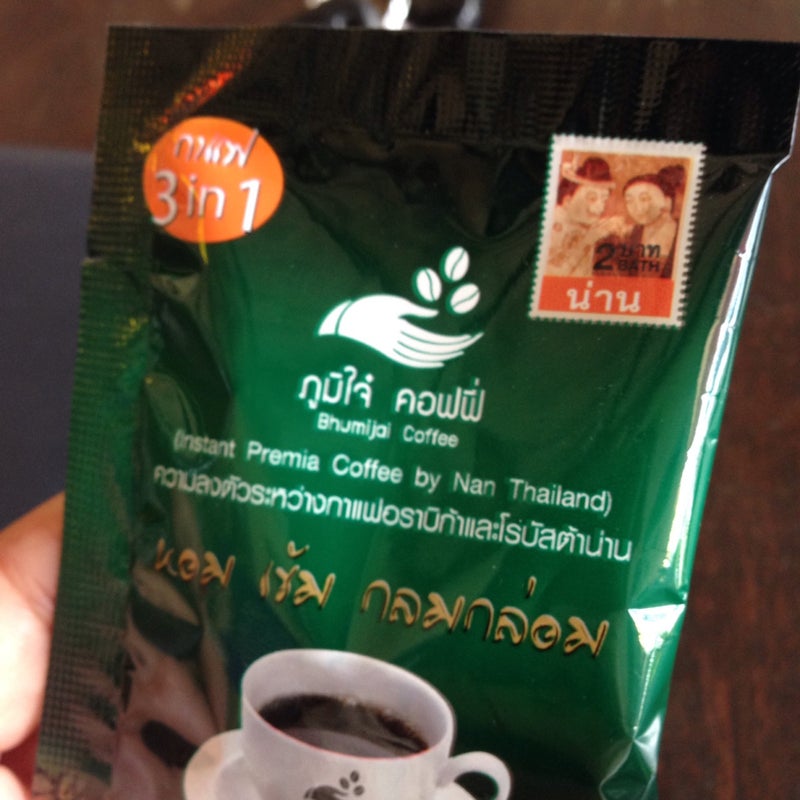 กาแฟ
3 in 1
2 บาท
BATH
น่าน
ภูมิใจ๋ คอฟฟี่
Bhumijai Coffee
(Instant Premia Coffee by Nan Thailand)
ความลงตัวระหว่างกาแฟอราบิก้าและโรบัสต้าน่าน
หอม เข้ม กลมกล่อม